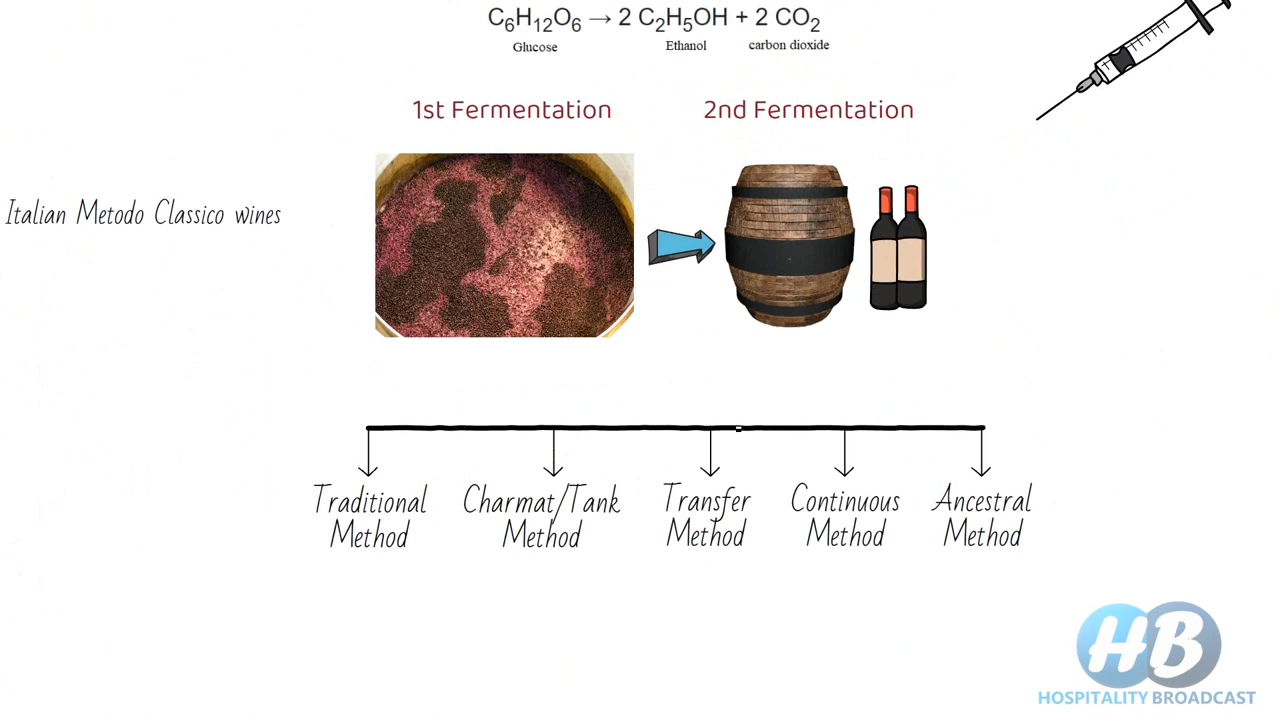 C6H12O6 → 2 C2H5OH + 2 CO2
Glucose Ethanol carbon dioxide
1st Fermentation 2nd Fermentation
Italian Metodo Classico wines
Traditional Method
Charmat/Tank Method
Transfer Method
Continuous Method
Ancestral Method
HB
HOSPITALITY BROADCAST